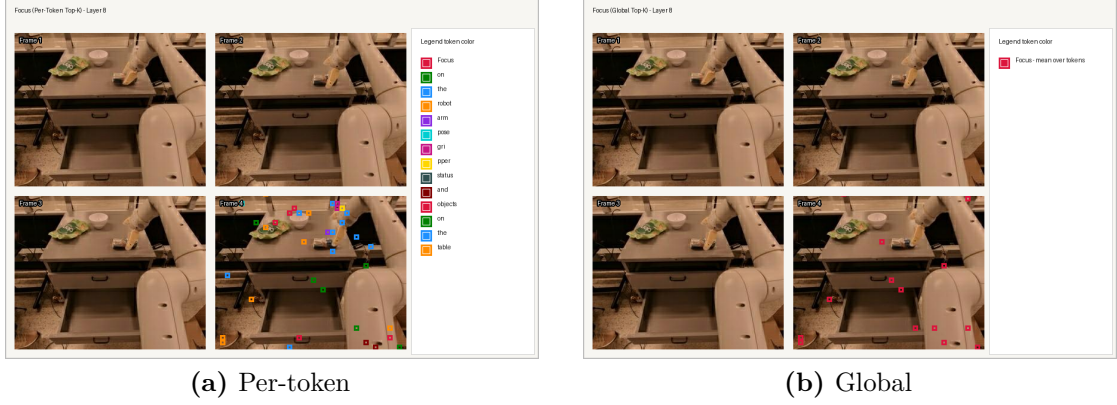 Focus (Per-Token Top-K) - Layer 8
Frame 1
Frame 2
Frame 3
Frame 4
Legend token color
Focus
on
the
robot
arm
pose
gri
pper
status
and
objects
on
the
table
(a) Per-token
Focus (Global Top-K) - Layer 8
Frame 1
Frame 2
Frame 3
Frame 4
Legend token color
Focus - mean over tokens
(b) Global